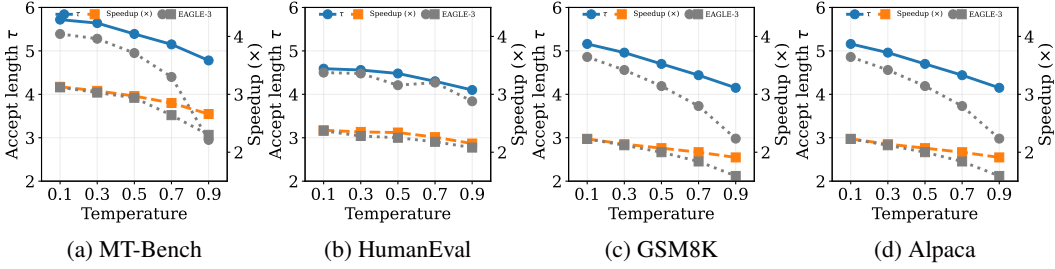 6
5
4
3
2
Accept length τ
τ
Speedup (×)
EAGLE-3
4
3
2
Speedup (×)
0.1 0.3 0.5 0.7 0.9
Temperature
(a) MT-Bench
6
5
4
3
2
Accept length τ
τ
Speedup (×)
EAGLE-3
4
3
2
Speedup (×)
0.1 0.3 0.5 0.7 0.9
Temperature
(b) HumanEval
6
5
4
3
2
Accept length τ
τ
Speedup (×)
EAGLE-3
4
3
2
Speedup (×)
0.1 0.3 0.5 0.7 0.9
Temperature
(c) GSM8K
6
5
4
3
2
Accept length τ
τ
Speedup (×)
EAGLE-3
4
3
2
Speedup (×)
0.1 0.3 0.5 0.7 0.9
Temperature
(d) Alpaca